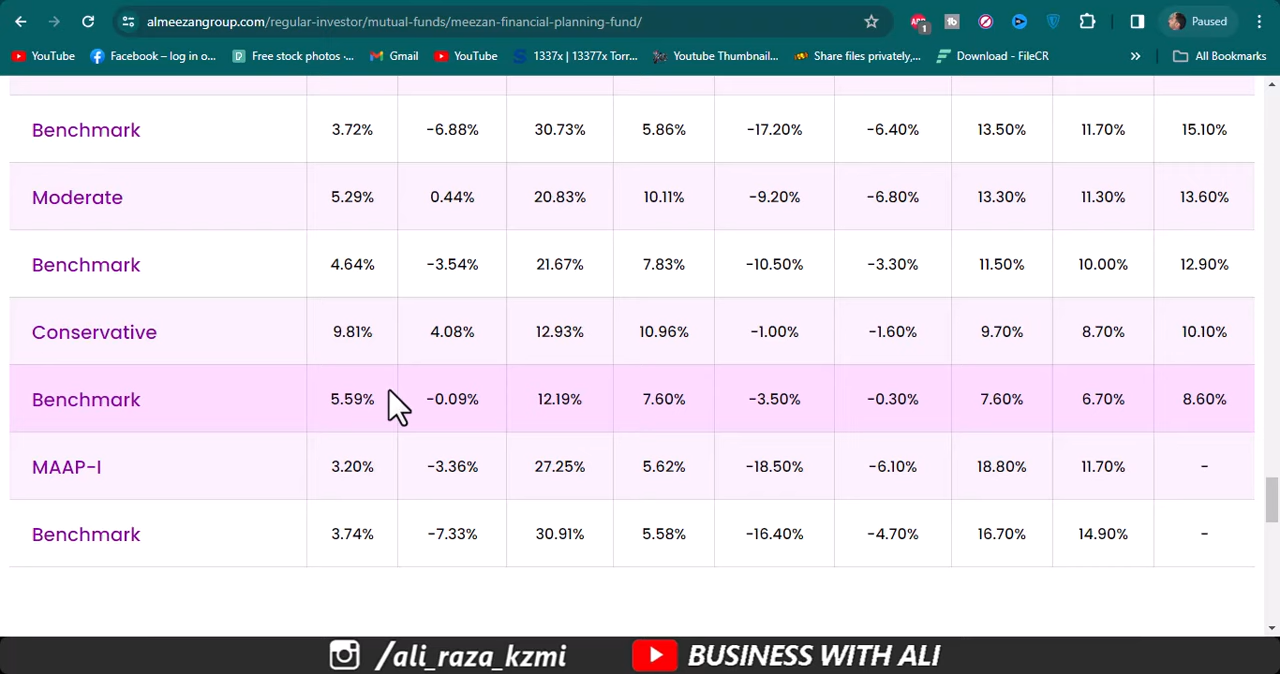 almeezangroup.com/regular-investor/mutual-funds/meezan-financial-planning-fund/
Paused
YouTube Facebook – log in o... Free stock photos ·... Gmail YouTube 1337x | 13377x Torr... Youtube Thumbnail... Share files privately,... Download - FileCR » All Bookmarks
Benchmark 3.72% -6.88% 30.73% 5.86% -17.20% -6.40% 13.50% 11.70% 15.10%
Moderate 5.29% 0.44% 20.83% 10.11% -9.20% -6.80% 13.30% 11.30% 13.60%
Benchmark 4.64% -3.54% 21.67% 7.83% -10.50% -3.30% 11.50% 10.00% 12.90%
Conservative 9.81% 4.08% 12.93% 10.96% -1.00% -1.60% 9.70% 8.70% 10.10%
Benchmark 5.59% -0.09% 12.19% 7.60% -3.50% -0.30% 7.60% 6.70% 8.60%
MAAP-I 3.20% -3.36% 27.25% 5.62% -18.50% -6.10% 18.80% 11.70% -
Benchmark 3.74% -7.33% 30.91% 5.58% -16.40% -4.70% 16.70% 14.90% -
/ali_raza_kzmi BUSINESS WITH ALI